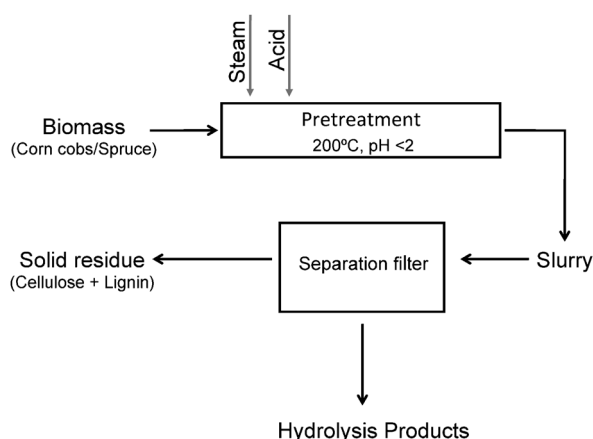 Steam
Acid
Biomass
(Corn cobs/Spruce)
Pretreatment
200ºC, pH <2
Solid residue
(Cellulose + Lignin)
Separation filter
Slurry
Hydrolysis Products